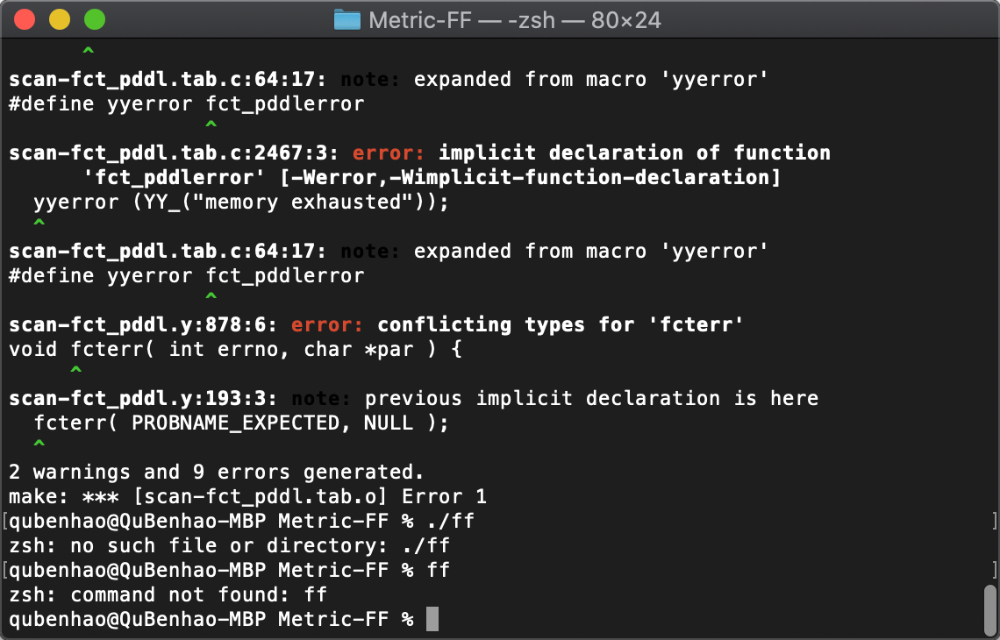 Metric-FF — -zsh — 80×24
^
scan-fct_pddl.tab.c:64:17: note: expanded from macro 'yyerror'
#define yyerror fct_pddlerror
^
scan-fct_pddl.tab.c:2467:3: error: implicit declaration of function
'fct_pddlerror' [-Werror,-Wimplicit-function-declaration]
yyerror (YY_("memory exhausted"));
^
scan-fct_pddl.tab.c:64:17: note: expanded from macro 'yyerror'
#define yyerror fct_pddlerror
^
scan-fct_pddl.y:878:6: error: conflicting types for 'fcterr'
void fcterr( int errno, char *par ) {
^
scan-fct_pddl.y:193:3: note: previous implicit declaration is here
fcterr( PROBNAME_EXPECTED, NULL );
^
2 warnings and 9 errors generated.
make: *** [scan-fct_pddl.tab.o] Error 1
[qubenhao@QuBenhao-MBP Metric-FF % ./ff ]
zsh: no such file or directory: ./ff
[qubenhao@QuBenhao-MBP Metric-FF % ff ]
zsh: command not found: ff
qubenhao@QuBenhao-MBP Metric-FF %